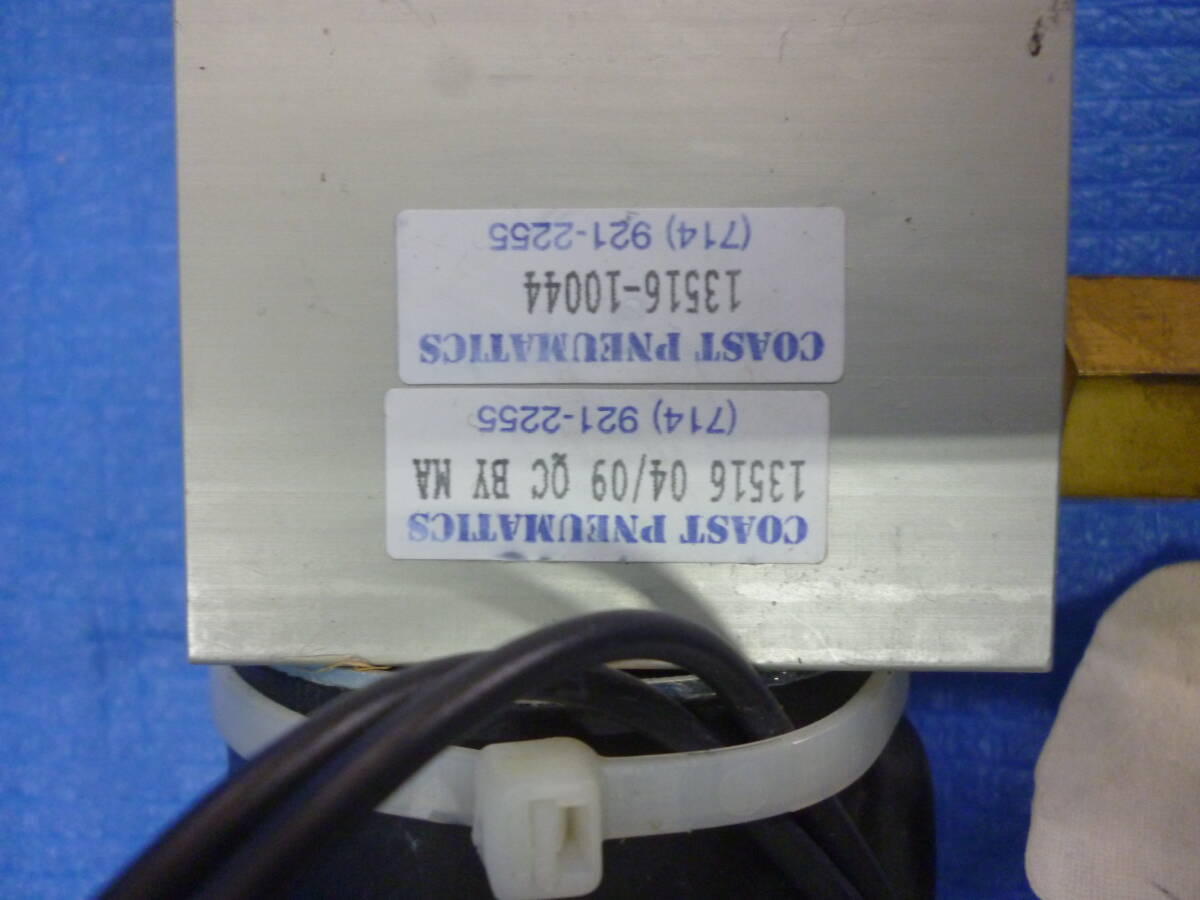 COAST PNEUMATICS
13516 04/09 QC BY MA
(714) 921-2255
COAST PNEUMATICS
13516-10044
(714) 921-2255